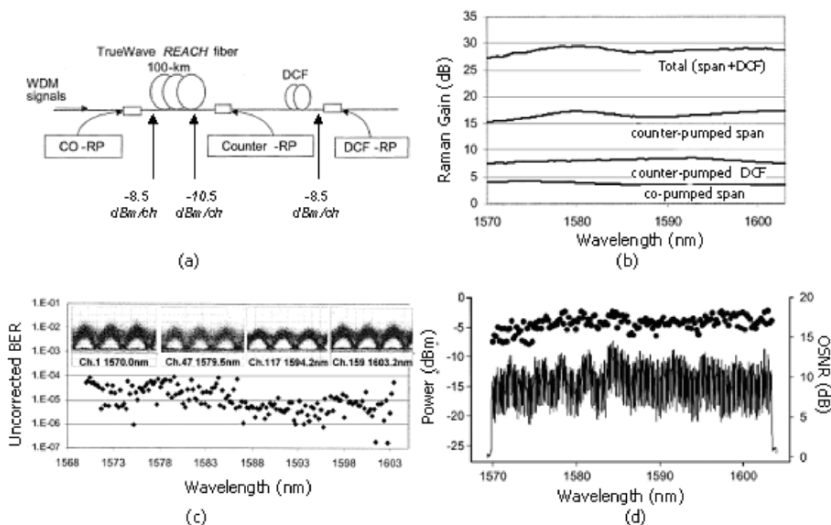 TrueWave REACH fiber
100-km
DCF
WDM
signals
CO -RP
Counter -RP
DCF -RP
-8.5
dBm/ch
-10.5
dBm/ch
-8.5
dBm/ch
(a)
Raman Gain (dB)
35
30
25
20
15
10
5
0
Total (span+DCF)
counter-pumped span
counter-pumped DCF
co-pumped span
1570
1580
1590
1600
Wavelength (nm)
(b)
Uncorrected BER
1.E-01
1.E-02
1.E-03
1.E-04
1.E-05
1.E-06
1.E-07
Ch.1 1570.0nm
Ch.47 1579.5nm
Ch.117 1594.2nm
Ch.159 1603.2nm
1568
1573
1578
1583
1588
1593
1598
1603
Wavelength (nm)
(c)
Power (dBm)
0
-5
-10
-15
-20
-25
20
15
10
5
0
OSNR (dB)
1570
1580
1590
1600
Wavelength (nm)
(d)